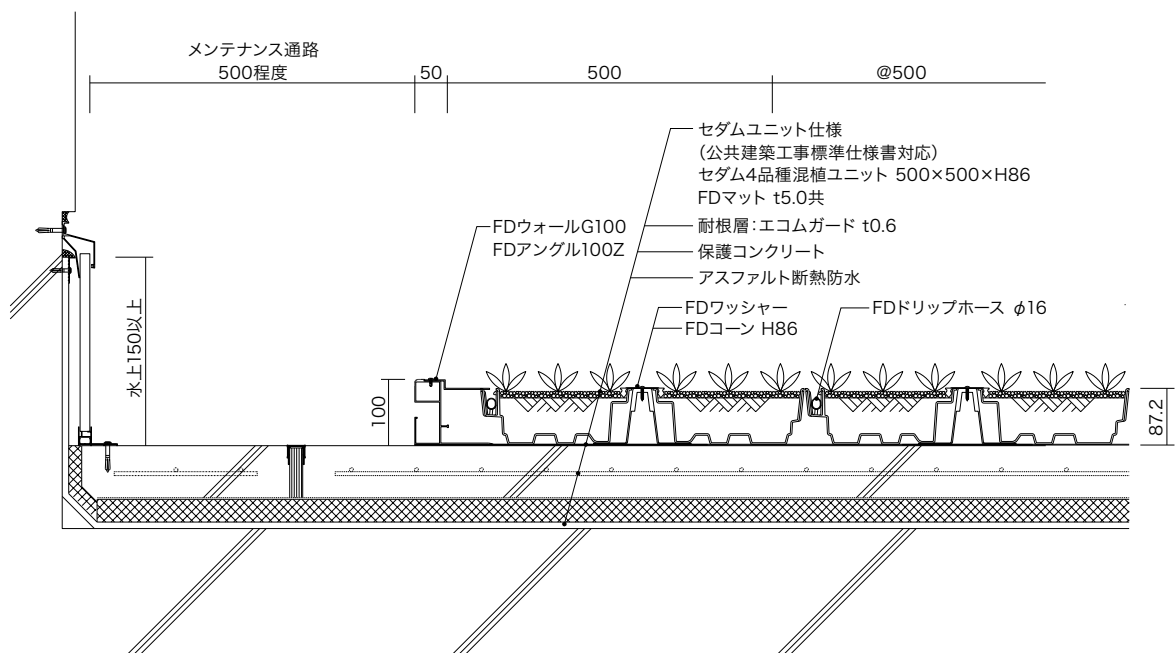 メンテナンス通路
500程度
50
500
@500
セダムユニット仕様
(公共建築工事標準仕様書対応)
セダム4品種混植ユニット 500×500×H86
FDマット t5.0共
耐根層:エコムガード t0.6
保護コンクリート
アスファルト断熱防水
FDウォールG100
FDアングル100Z
FDワッシャー
FDコーン H86
FDドリップホース φ16
水上150以上
100
87.2